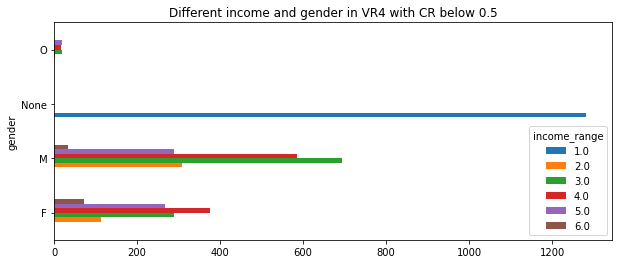 Different income and gender in VR4 with CR below 0.5
gender
O
None
M
F
income_range
1.0
2.0
3.0
4.0
5.0
6.0
0 200 400 600 800 1000 1200